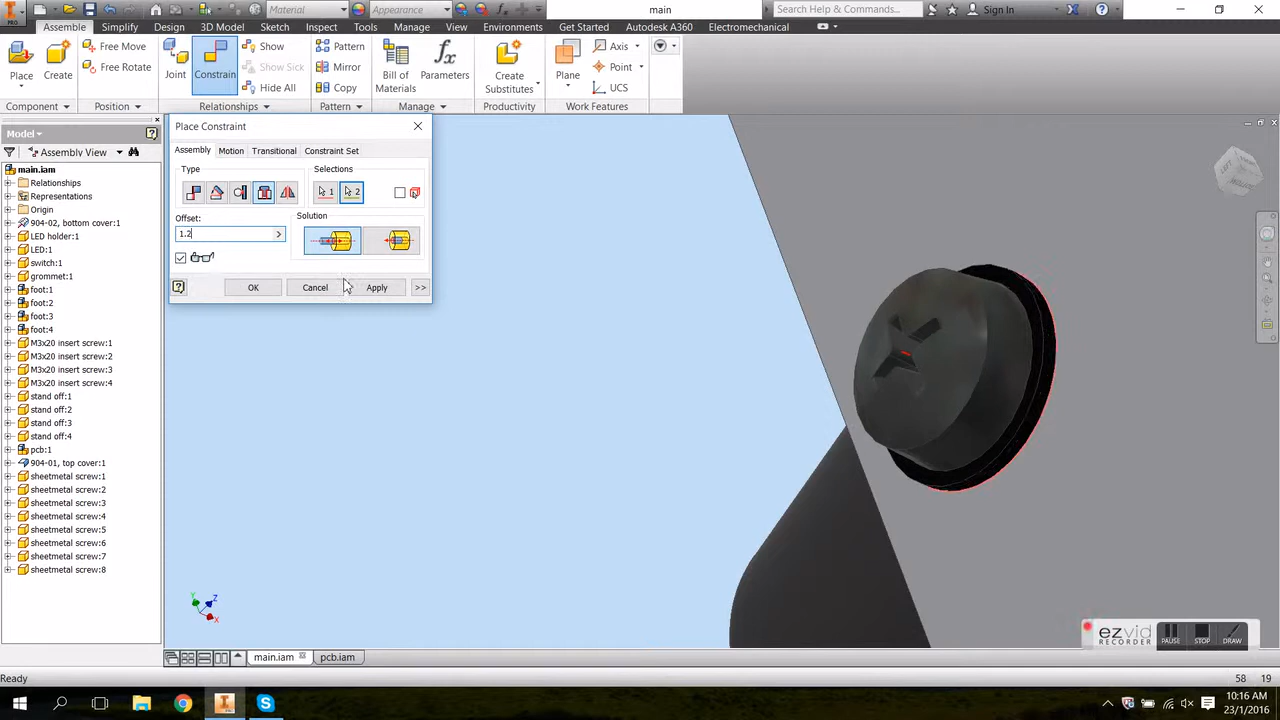 PRO
Material
Appearance
main
Search Help & Commands...
Sign In
Assemble Simplify Design 3D Model Sketch Inspect Tools Manage View Environments Get Started Autodesk A360 Electromechanical
Place
Create
Free Move
Free Rotate
Joint
Constrain
Show
Show Sick
Hide All
Pattern
Mirror
Copy
Bill of
Materials
Parameters
Create
Substitutes
Plane
Axis
Point
UCS
Component Position Relationships Pattern Manage Productivity Work Features
Model
Assembly View
main.iam
Relationships
Representations
Origin
904-02, bottom cover:1
LED holder:1
LED:1
switch:1
grommet:1
foot:1
foot:2
foot:3
foot:4
M3x20 insert screw:1
M3x20 insert screw:2
M3x20 insert screw:3
M3x20 insert screw:4
stand off:1
stand off:2
stand off:3
stand off:4
pcb:1
904-01, top cover:1
sheetmetal screw:1
sheetmetal screw:2
sheetmetal screw:3
sheetmetal screw:4
sheetmetal screw:5
sheetmetal screw:6
sheetmetal screw:7
sheetmetal screw:8
Place Constraint
Assembly Motion Transitional Constraint Set
Type
Selections
1
2
Offset:
Solution
1.2
OK Cancel Apply >>
Y
Z
X
main.iam
pcb.iam
ezvid
RECORDER
PAUSE STOP DRAW
Ready
58 19
10:16 AM
23/1/2016